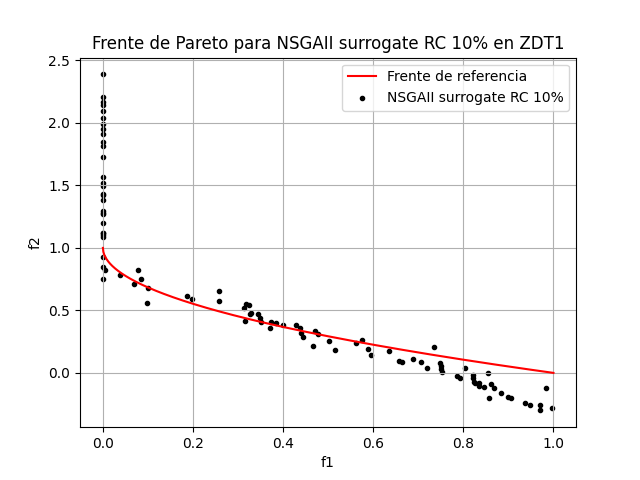 Frente de Pareto para NSGAII surrogate RC 10% en ZDT1
Frente de referencia
NSGAII surrogate RC 10%
f2
2.5
2.0
1.5
1.0
0.5
0.0
0.0 0.2 0.4 0.6 0.8 1.0
f1